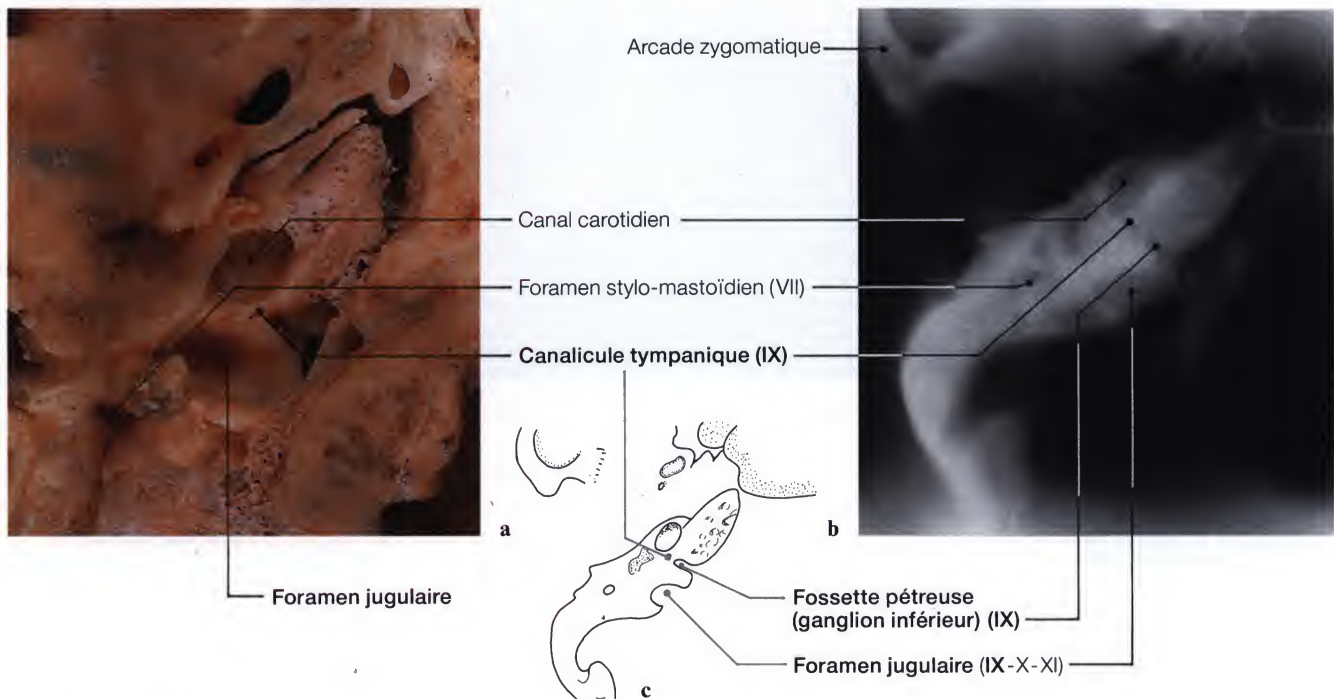 Arcade zygomatique
Canal carotidien
Foramen stylo-mastoïdien (VII)
Canalicule tympanique (IX)
a
b
Foramen jugulaire
Fossette pétreuse
(ganglion inférieur) (IX)
Foramen jugulaire (IX-X-XI)
c